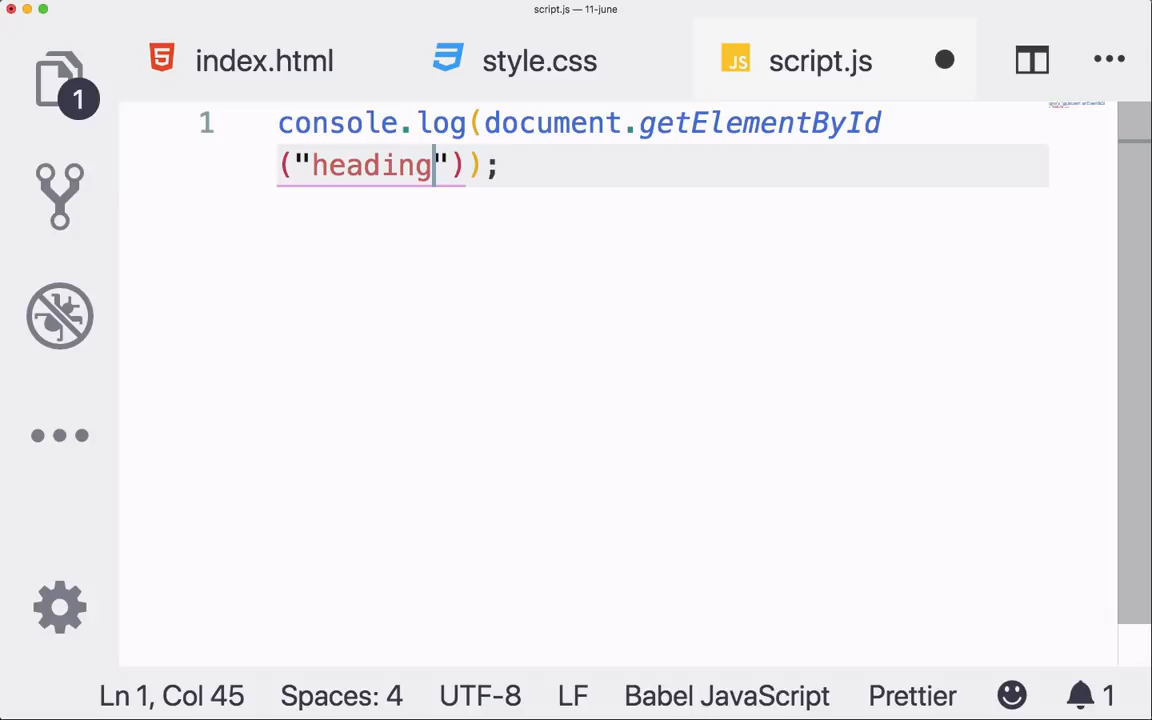 script.js — 11-june
index.html
style.css
JS script.js
1
1 console.log(document.getElementById
("heading"));
Ln 1, Col 45 Spaces: 4 UTF-8 LF Babel JavaScript Prettier 1